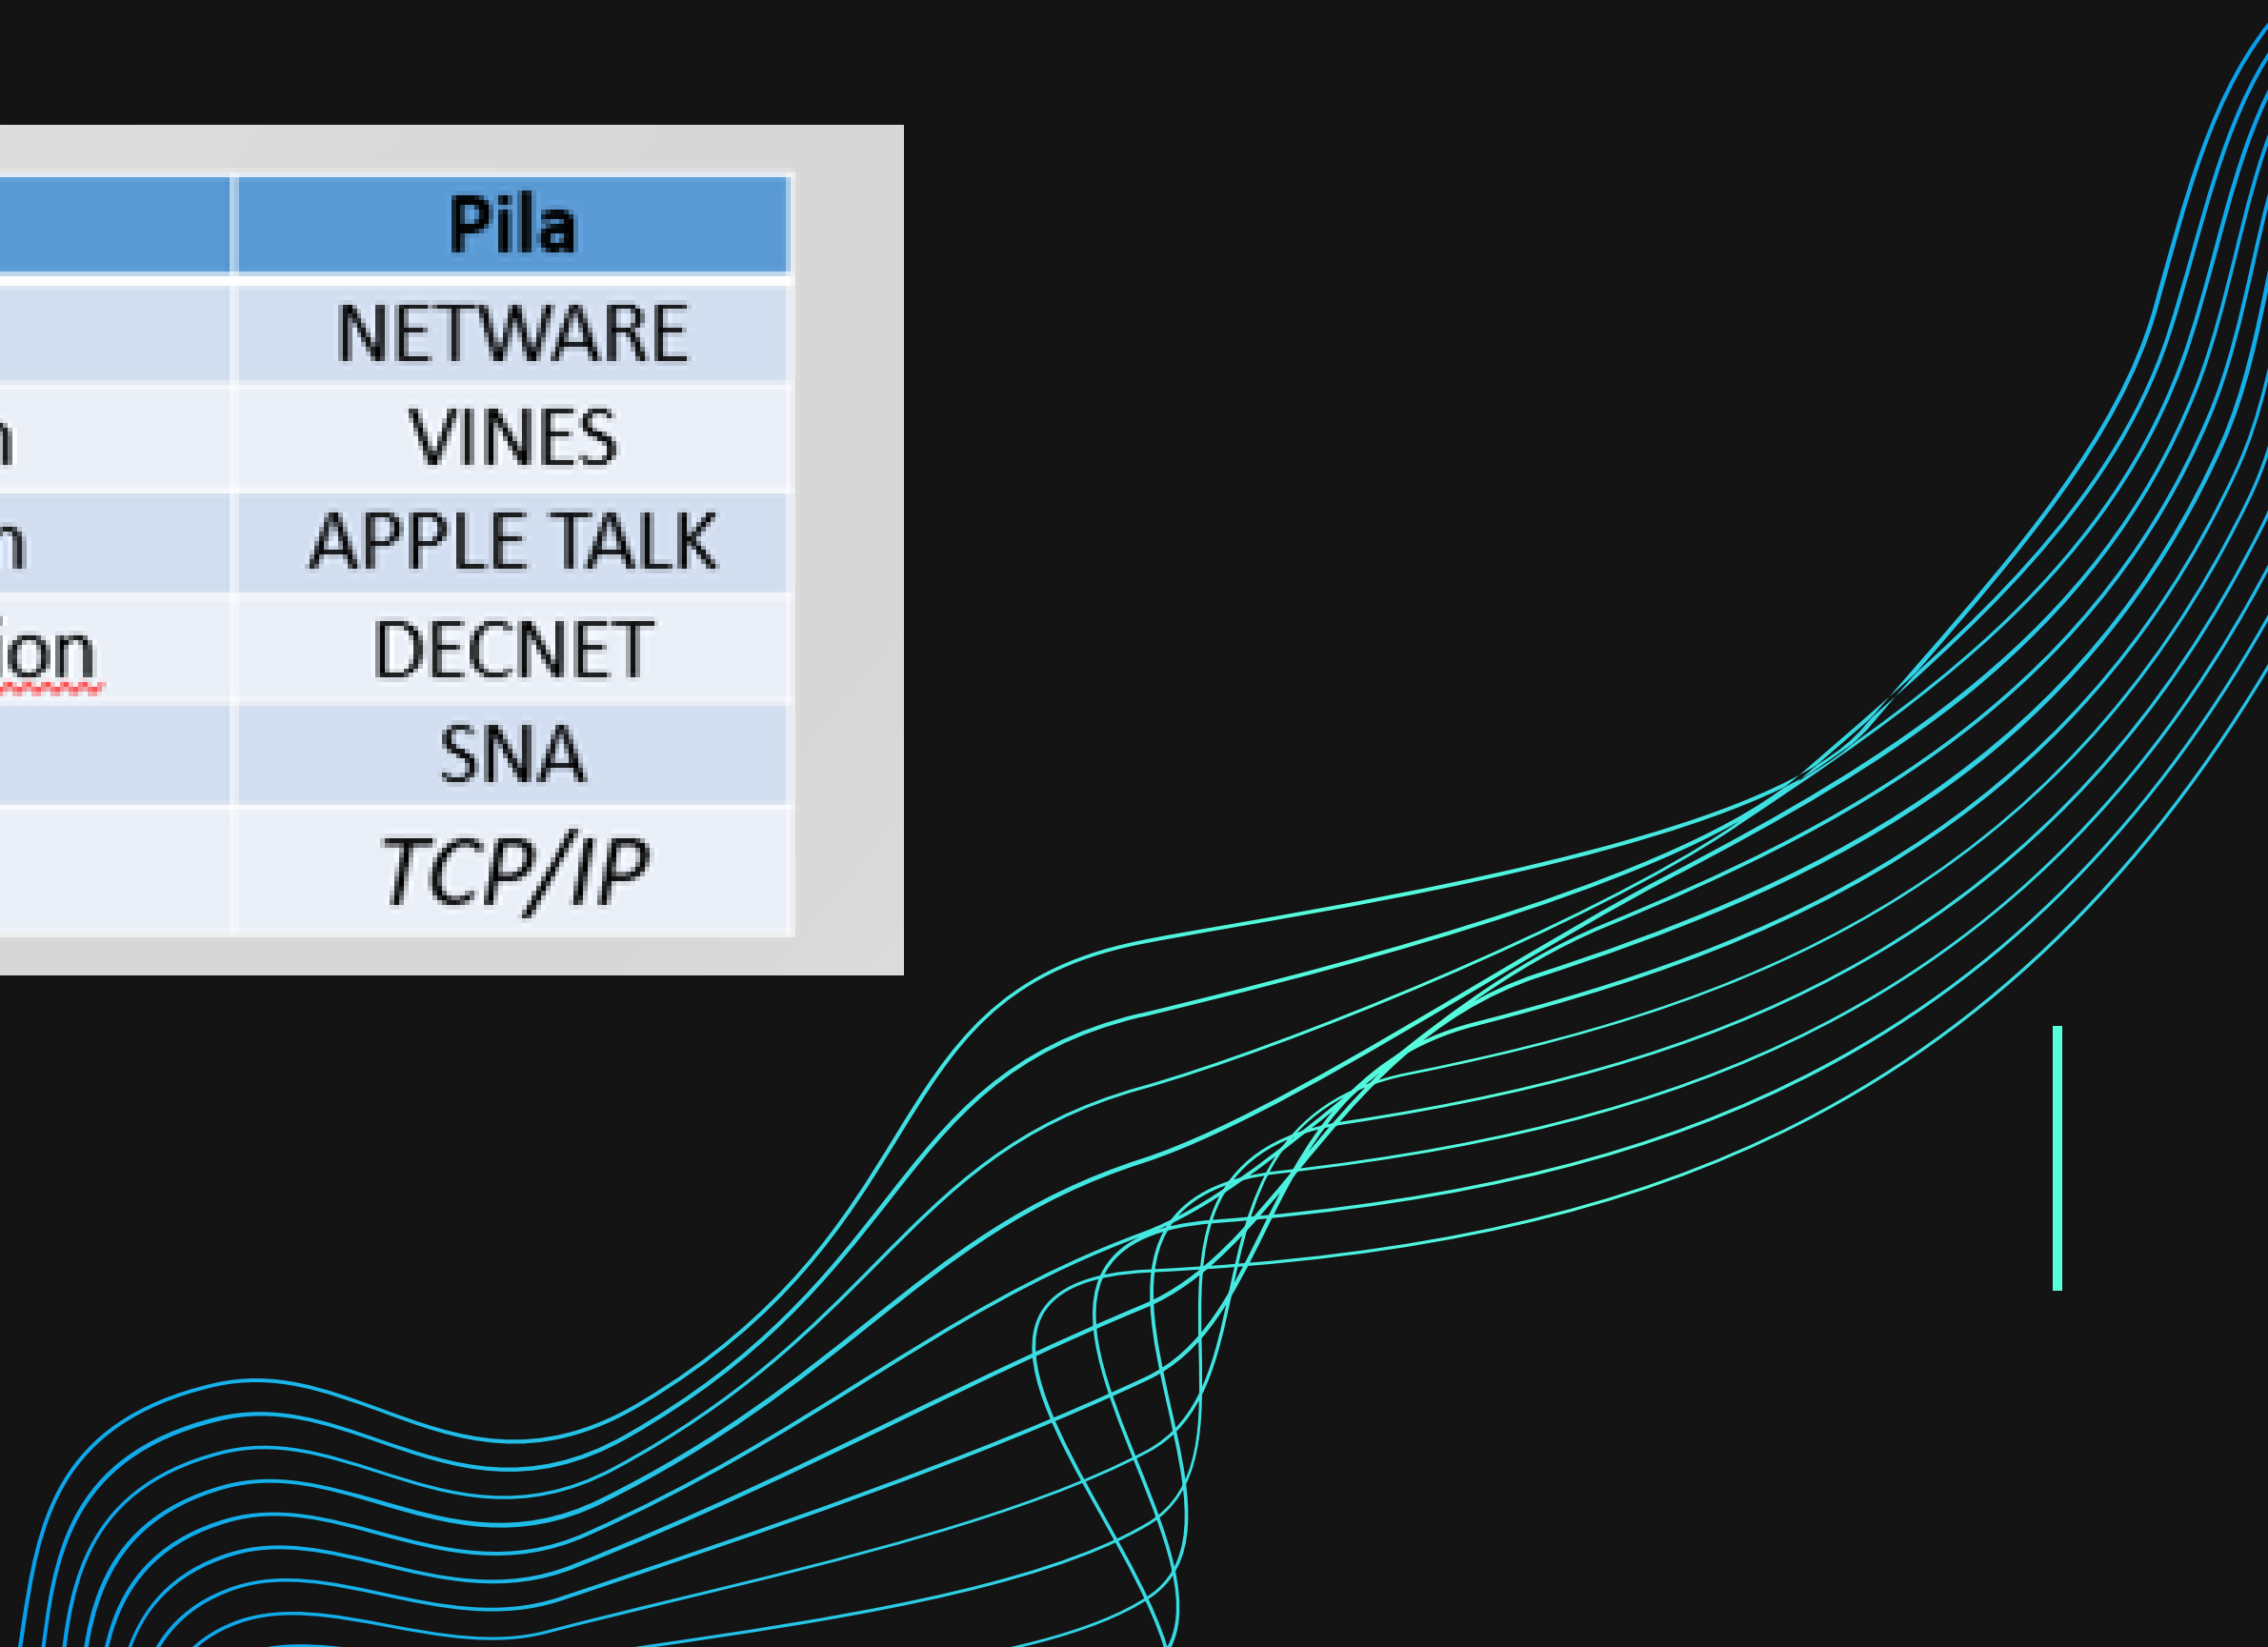 Pila
NETWARE
VINES
APPLE TALK
DECNET
SNA
TCP/IP